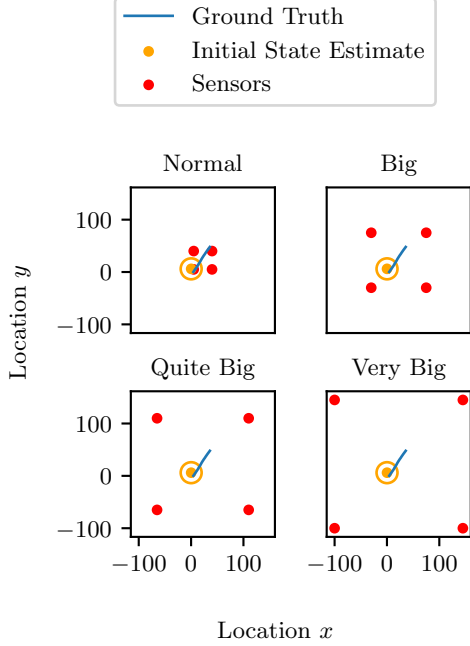 Ground Truth
Initial State Estimate
Sensors
Normal
Big
100
0
−100
Location y
Quite Big
Very Big
100
0
−100
−100 0 100
−100 0 100
Location x